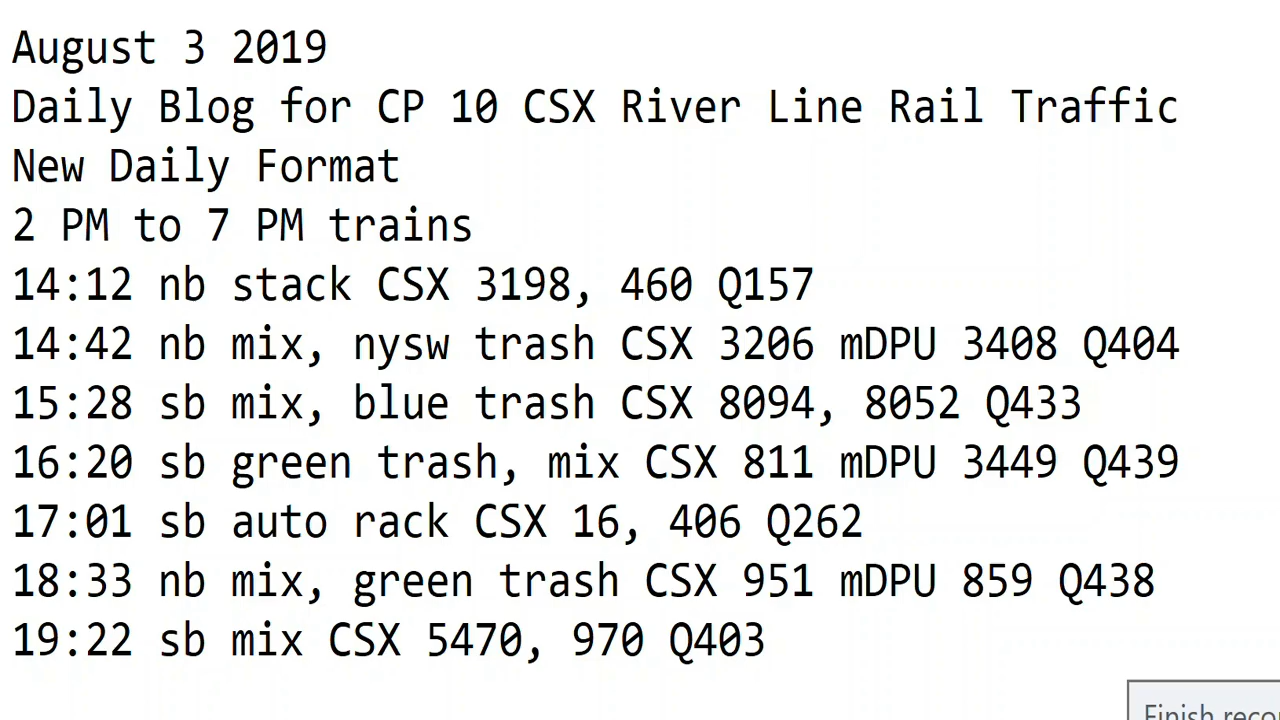 August 3 2019
Daily Blog for CP 10 CSX River Line Rail Traffic
New Daily Format
2 PM to 7 PM trains
14:12 nb stack CSX 3198, 460 Q157
14:42 nb mix, nysw trash CSX 3206 mDPU 3408 Q404
15:28 sb mix, blue trash CSX 8094, 8052 Q433
16:20 sb green trash, mix CSX 811 mDPU 3449 Q439
17:01 sb auto rack CSX 16, 406 Q262
18:33 nb mix, green trash CSX 951 mDPU 859 Q438
19:22 sb mix CSX 5470, 970 Q403
Finish